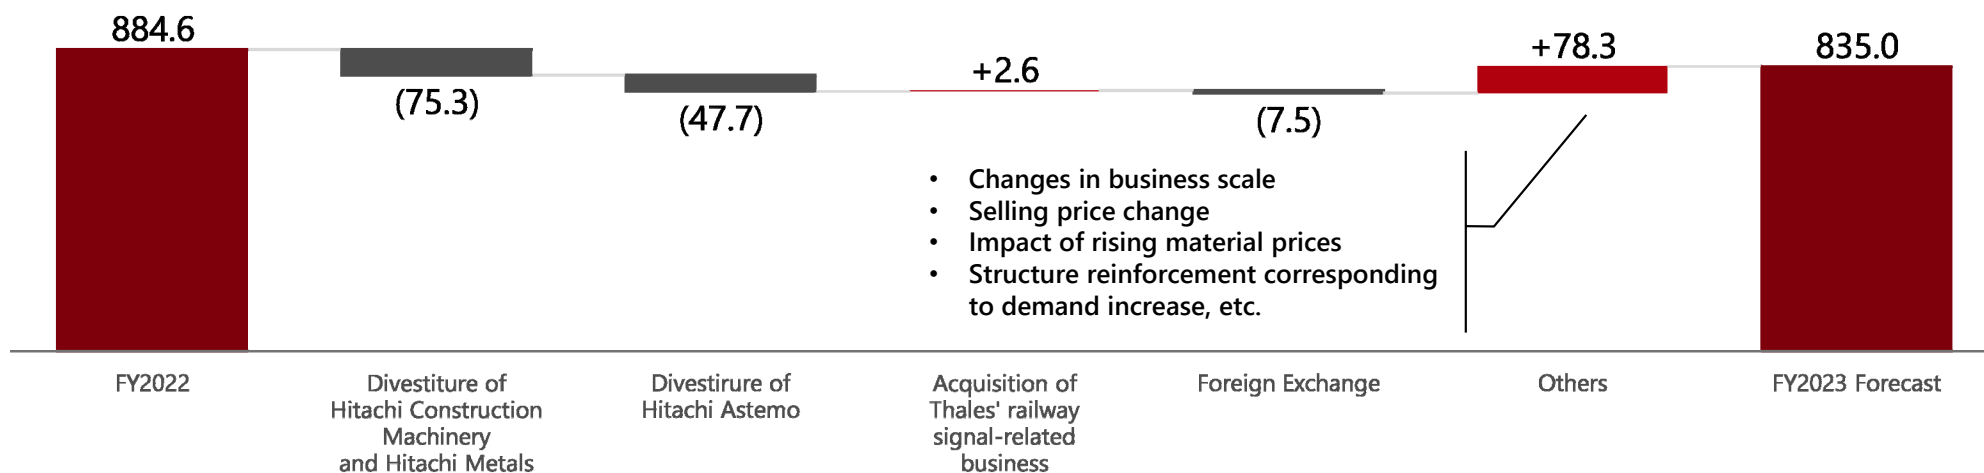 884.6
(75.3)
(47.7)
+2.6
(7.5)
+78.3
835.0
• Changes in business scale
• Selling price change
• Impact of rising material prices
• Structure reinforcement corresponding
to demand increase, etc.
FY2022
Divestiture of
Hitachi Construction
Machinery
and Hitachi Metals
Divestirure of
Hitachi Astemo
Acquisition of
Thales' railway
signal-related
business
Foreign Exchange
Others
FY2023 Forecast